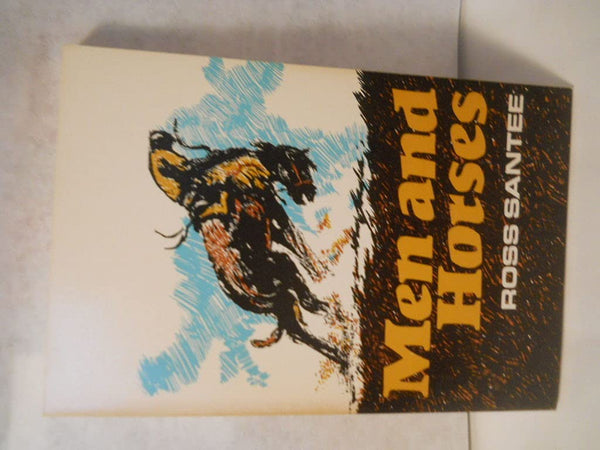 Men and
Horses
ROSS SANTEE